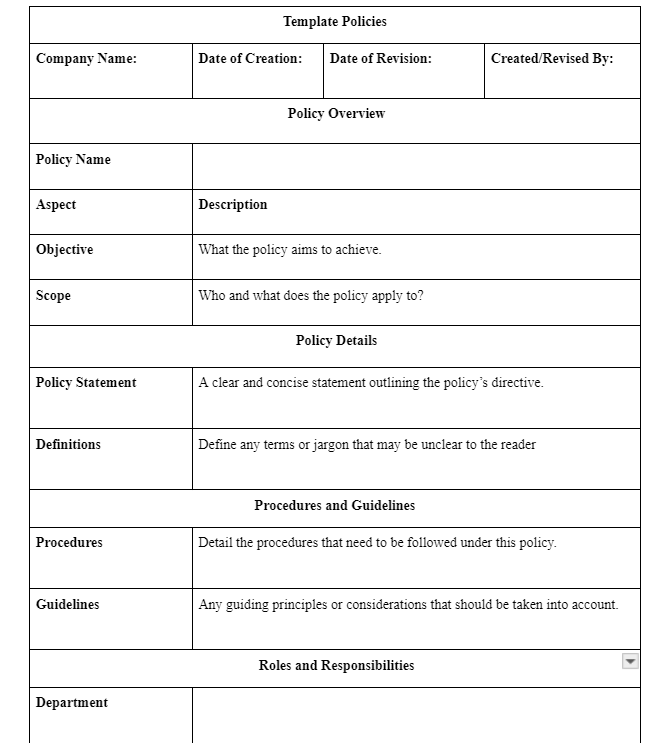 Template Policies
Company Name: Date of Creation: Date of Revision: Created/Revised By:
Policy Overview
Policy Name
Aspect Description
Objective What the policy aims to achieve.
Scope Who and what does the policy apply to?
Policy Details
Policy Statement A clear and concise statement outlining the policy’s directive.
Definitions Define any terms or jargon that may be unclear to the reader
Procedures and Guidelines
Procedures Detail the procedures that need to be followed under this policy.
Guidelines Any guiding principles or considerations that should be taken into account.
Roles and Responsibilities
Department